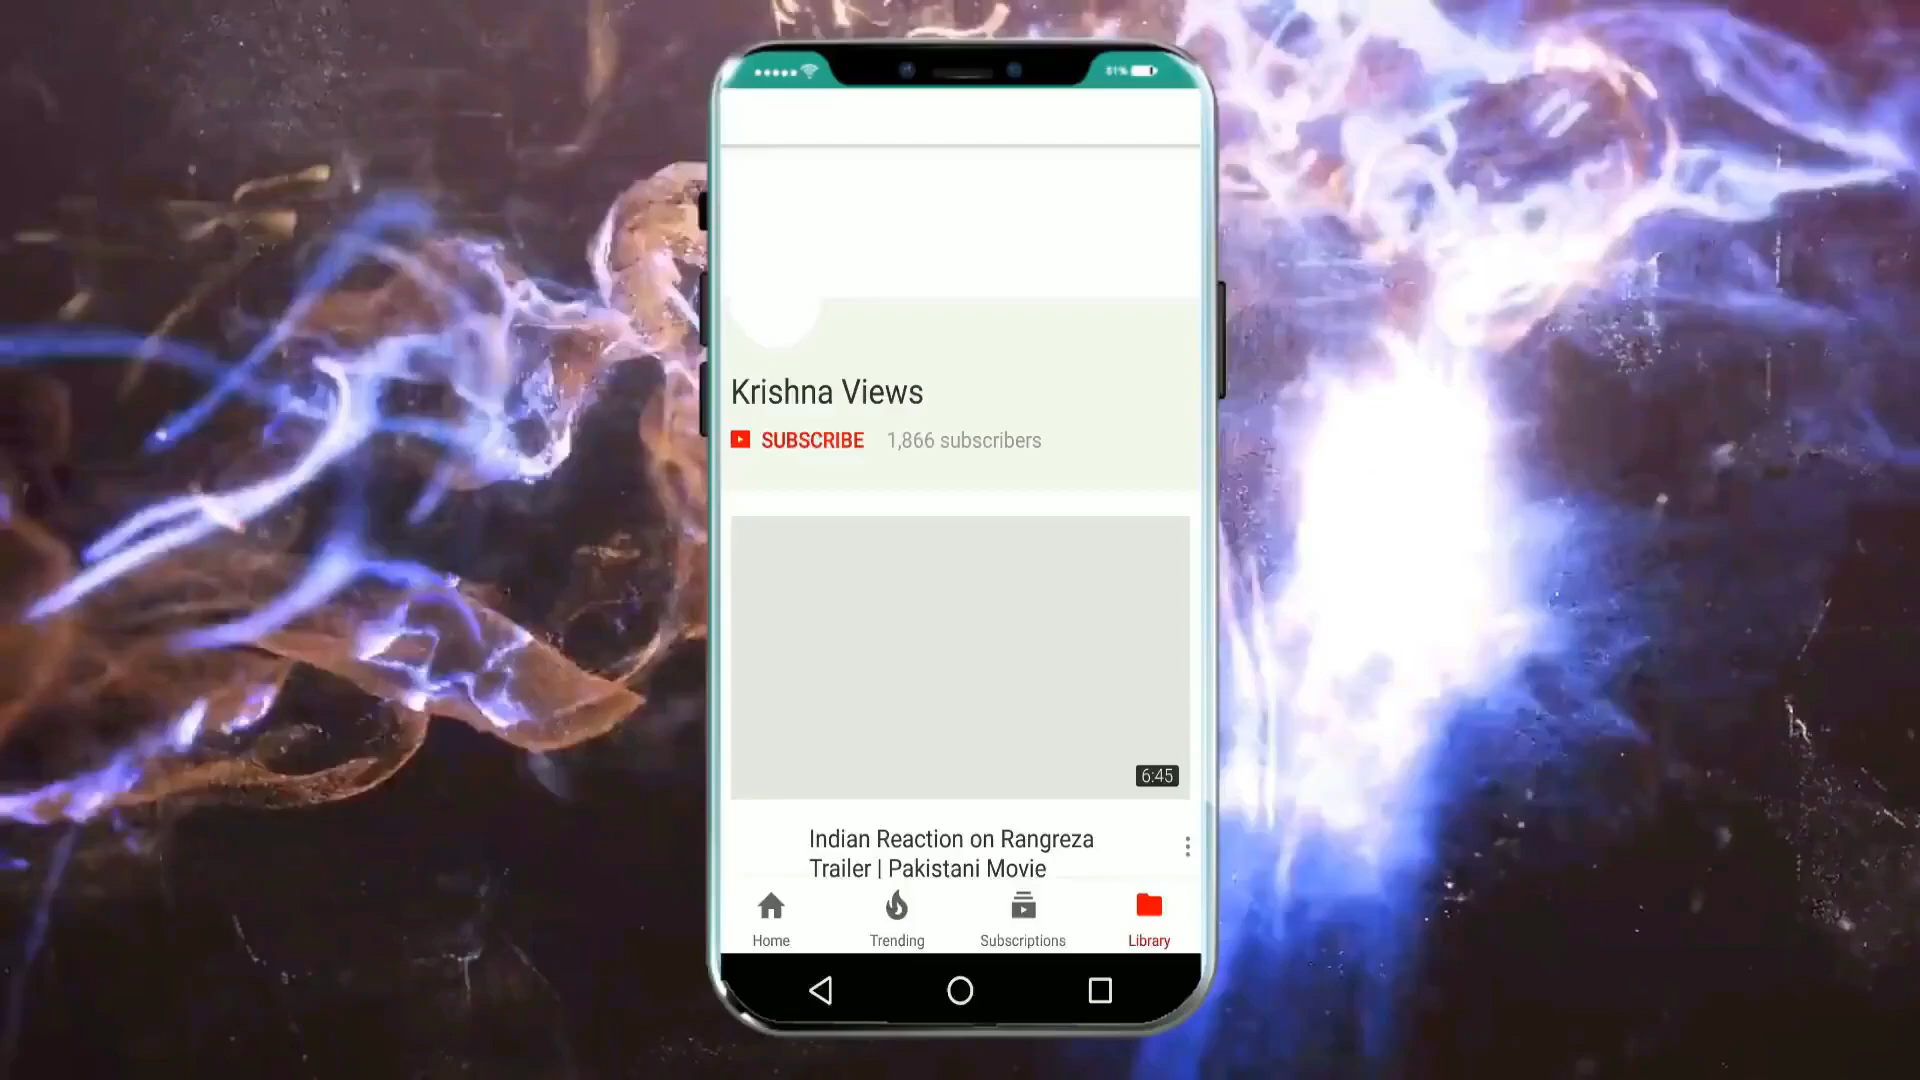 81%
Krishna Views
SUBSCRIBE 1,866 subscribers
6:45
Indian Reaction on Rangreza
Trailer | Pakistani Movie
Home Trending Subscriptions Library